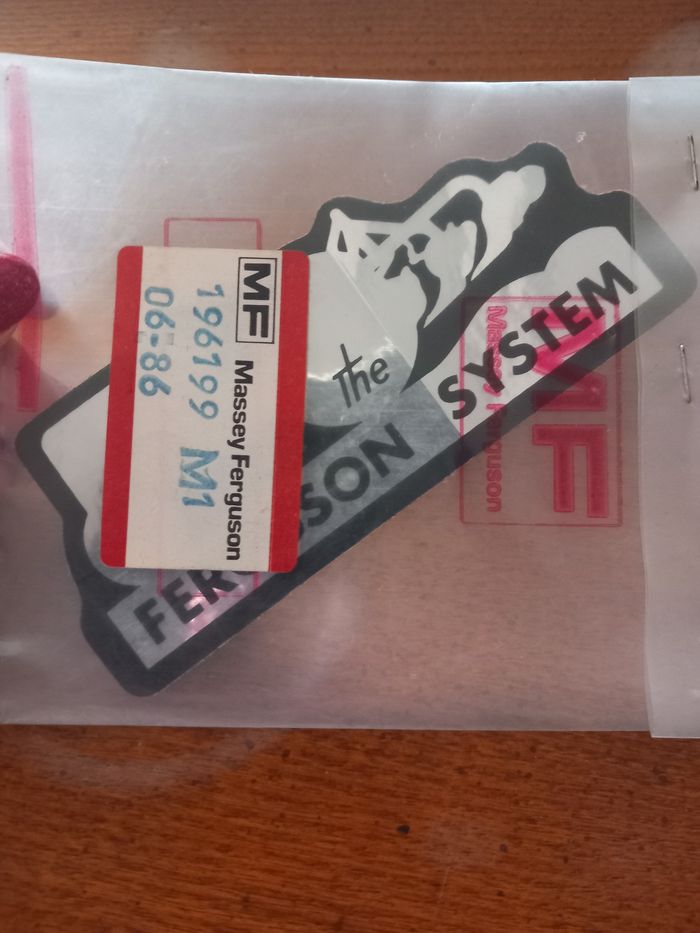 MF Massey Ferguson
196199 M1
06-86
the
FERGUSON
SYSTEM
MF
Massey Ferguson